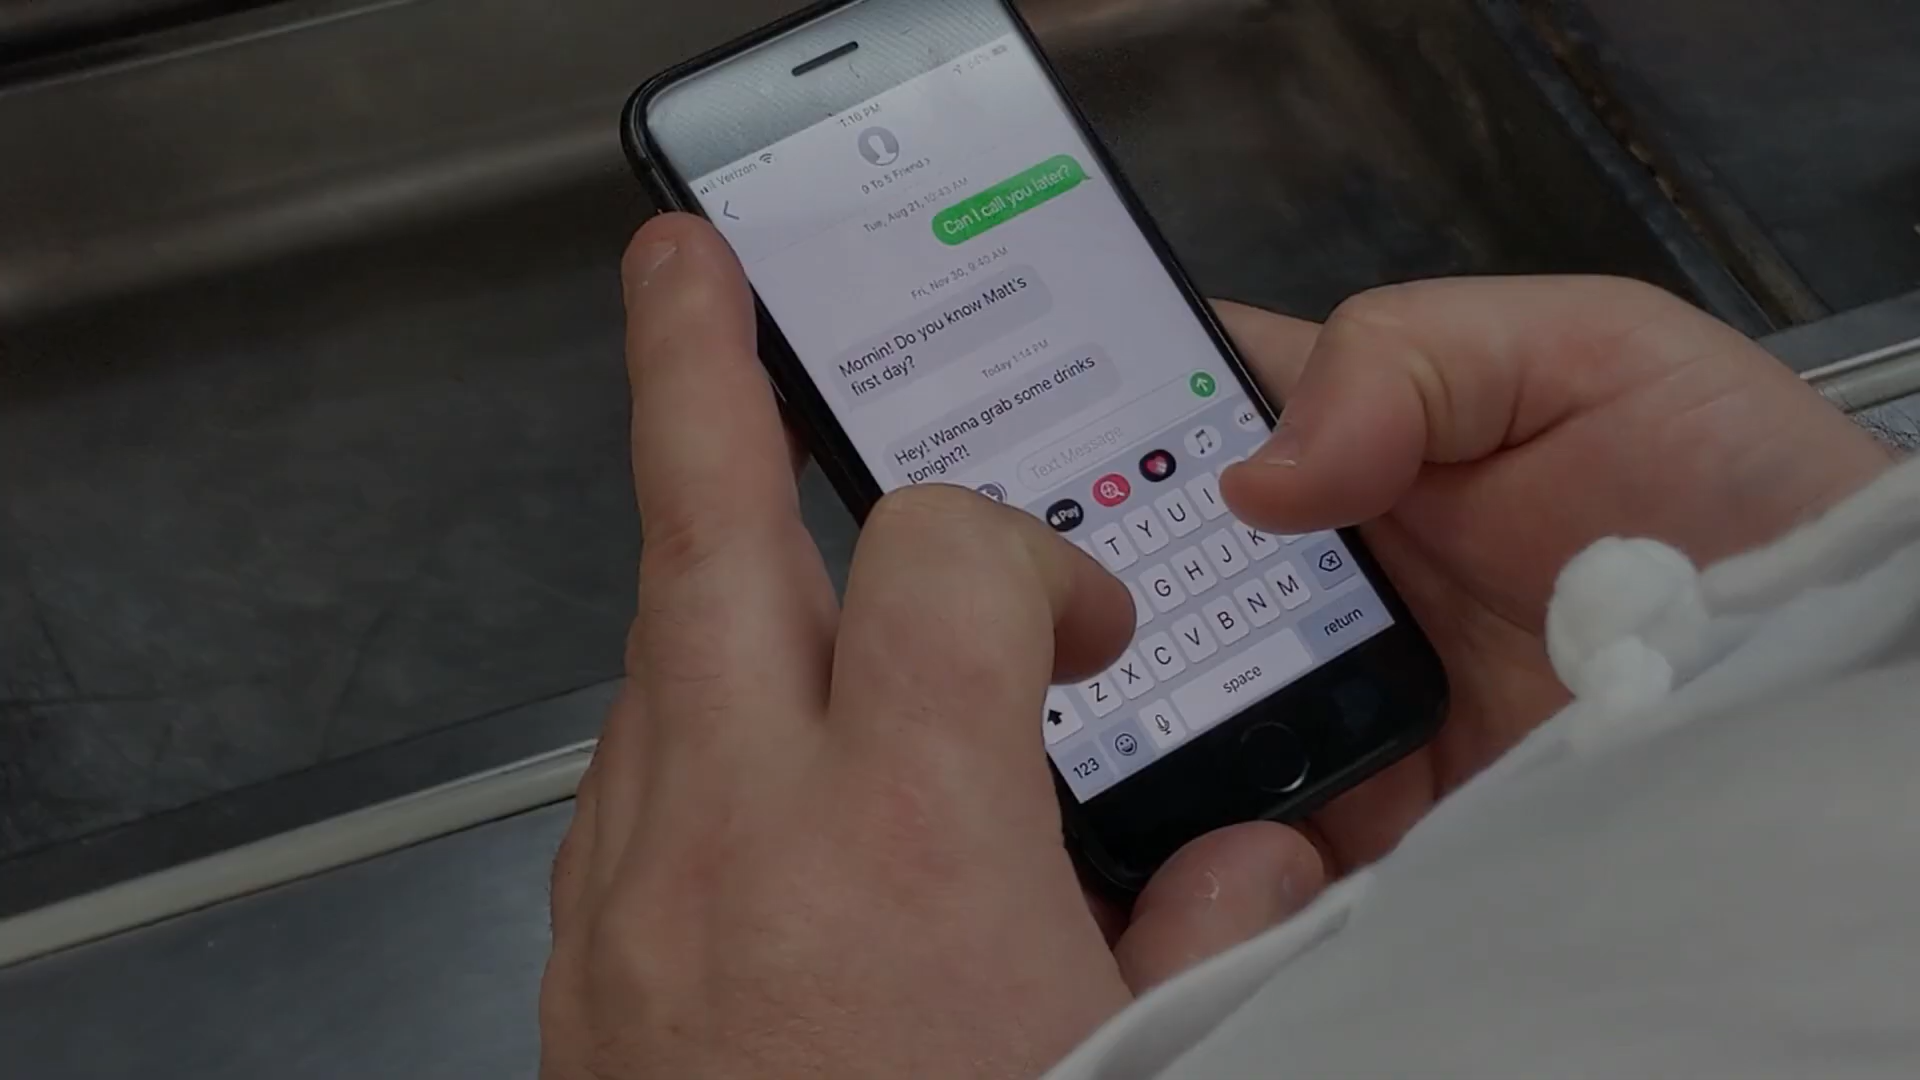 Verizon
1:16 PM
64%
9 To 5 Friend >
Tue, Aug 21, 10:43 AM
Can I call you later?
Fri, Nov 30, 9:40 AM
Mornin! Do you know Matt's
first day?
Today 1:14 PM
Hey! Wanna grab some drinks
tonight?!
Text Message
Pay
T Y U I
G H J K
Z X C V B N M
123 space return